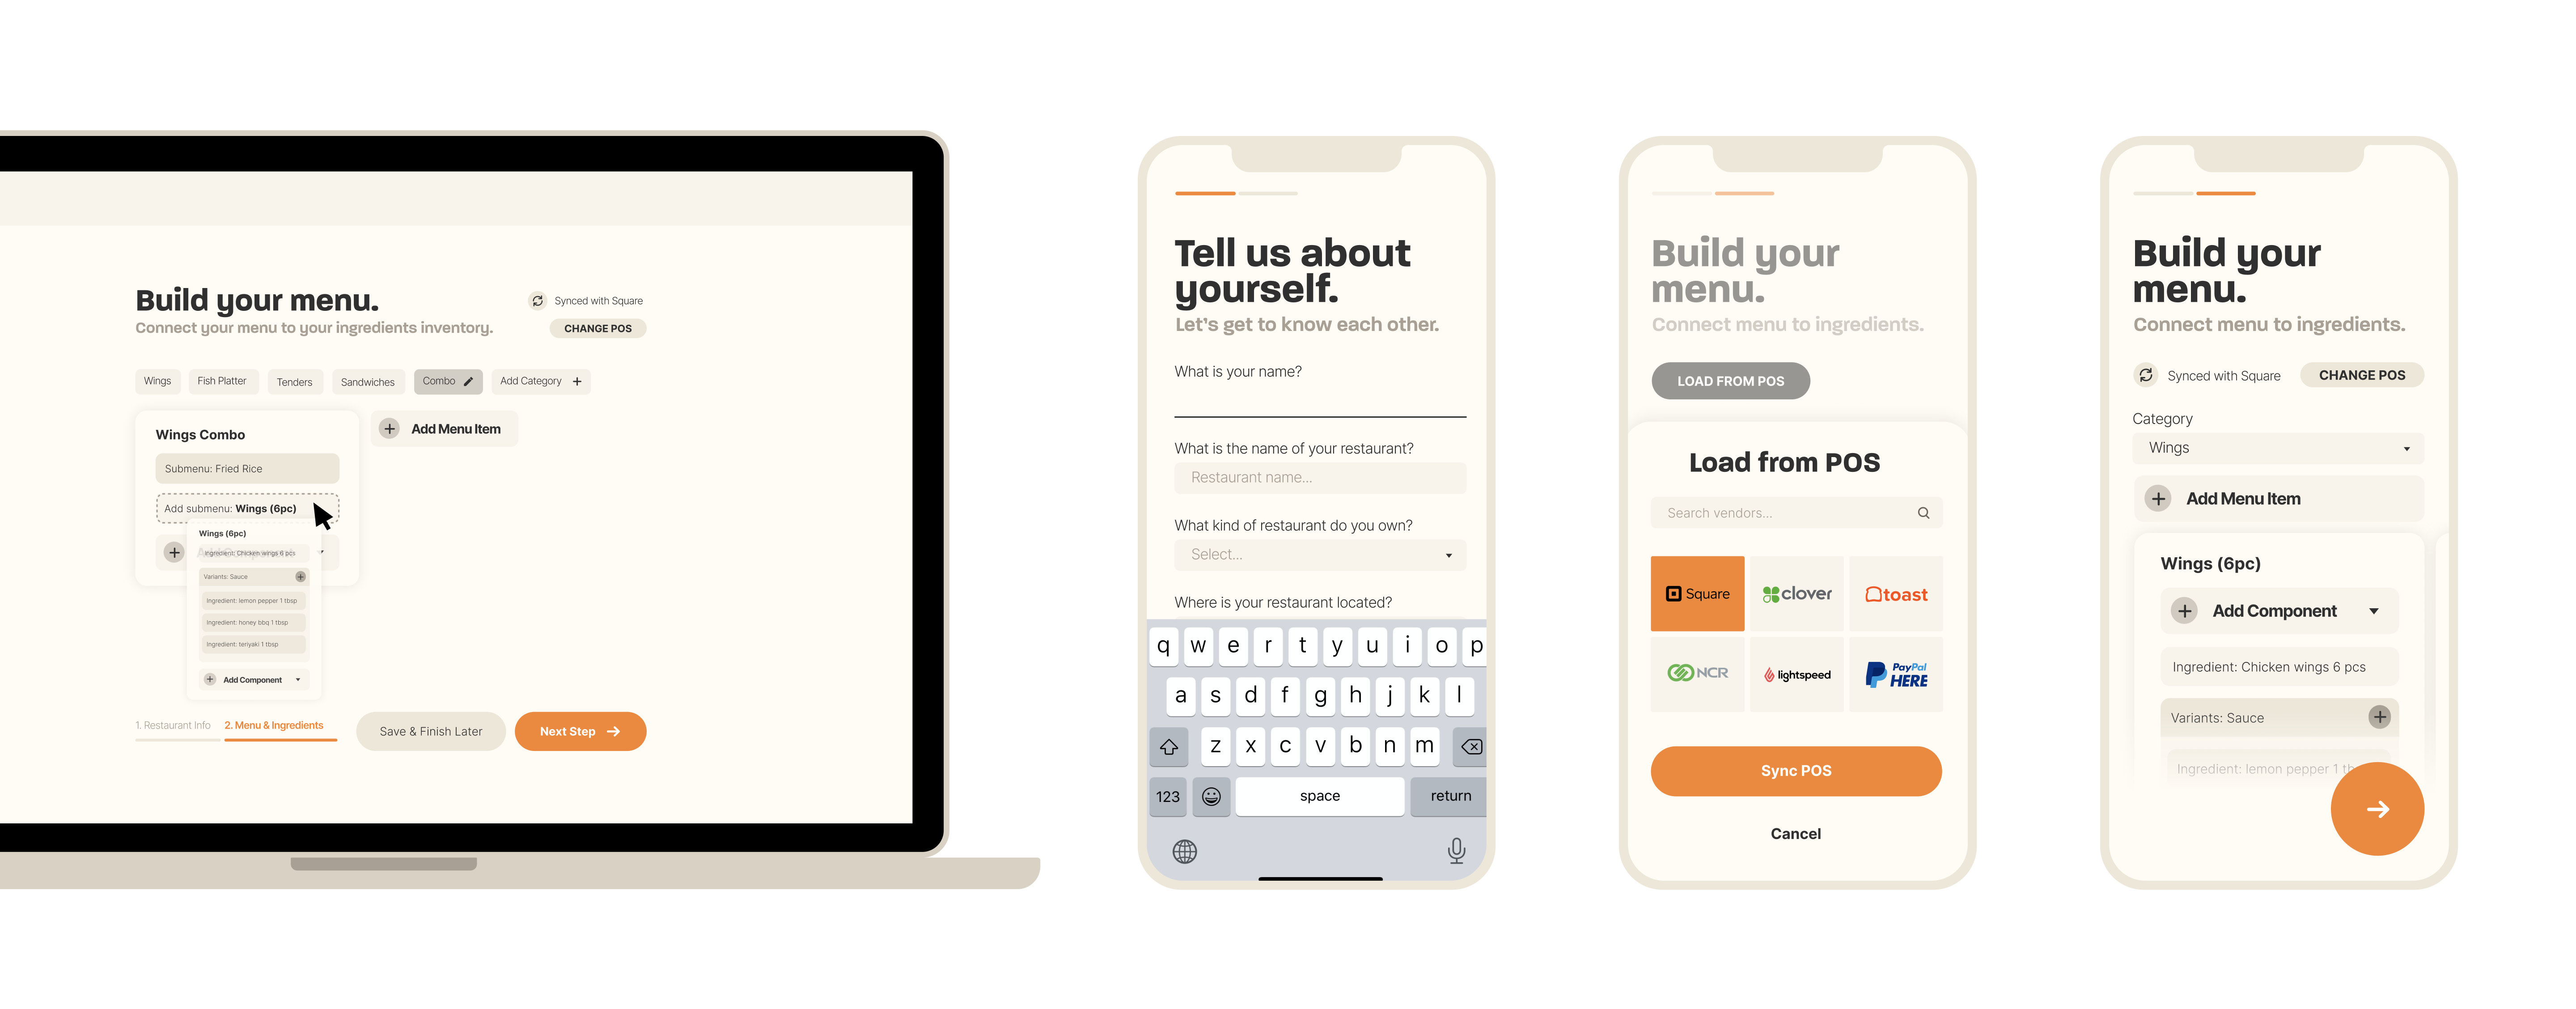 Build your menu.
Connect your menu to your ingredients inventory.
Synced with Square
CHANGE POS
Wings
Fish Platter
Tenders
Sandwiches
Combo
Add Category
Wings Combo
Submenu: Fried Rice
Add submenu: Wings (6pc)
Add Menu Item
Wings (6pc)
Ingredient: Chicken wings 6 pcs
Variants: Sauce
Ingredient: lemon pepper 1 tbsp
Ingredient: honey bbq 1 tbsp
Ingredient: teriyaki 1 tbsp
Add Component
1. Restaurant Info
2. Menu & Ingredients
Save & Finish Later
Next Step
Tell us about
yourself.
Let's get to know each other.
What is your name?
What is the name of your restaurant?
Restaurant name...
What kind of restaurant do you own?
Select...
Where is your restaurant located?
q w e r t y u i o p
a s d f g h j k l
z x c v b n m
123
space
return
Build your
menu.
Connect menu to ingredients.
LOAD FROM POS
Load from POS
Search vendors...
Square
clover
toast
NCR
lightspeed
PayPal
HERE
Sync POS
Cancel
Build your
menu.
Connect menu to ingredients.
Synced with Square
CHANGE POS
Category
Wings
Add Menu Item
Wings (6pc)
Add Component
Ingredient: Chicken wings 6 pcs
Variants: Sauce
Ingredient: lemon pepper 1